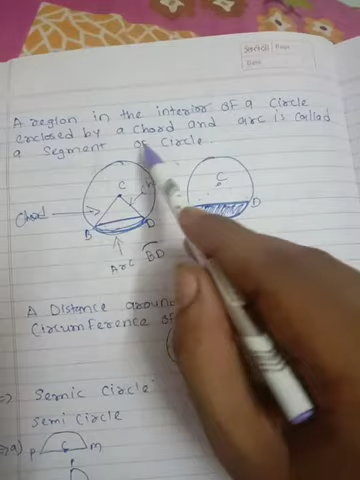 A region in the interior of a circle
enclosed by a chord and arc is called
a segment of circle.
C
C
r
r
Chord
B
D
D
Arc BD
A Distance around
Circumference of
=> Semic Circle
Semi circle
a)
P
C
M